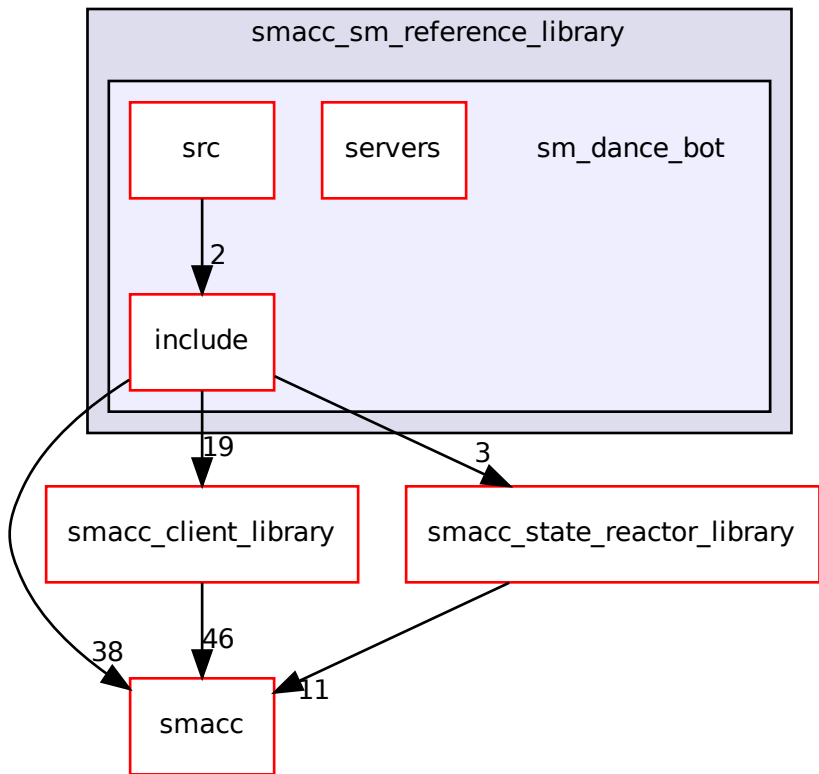 smacc_sm_reference_library
src
servers
sm_dance_bot
2
include
19
3
smacc_client_library
smacc_state_reactor_library
38
46
11
smacc